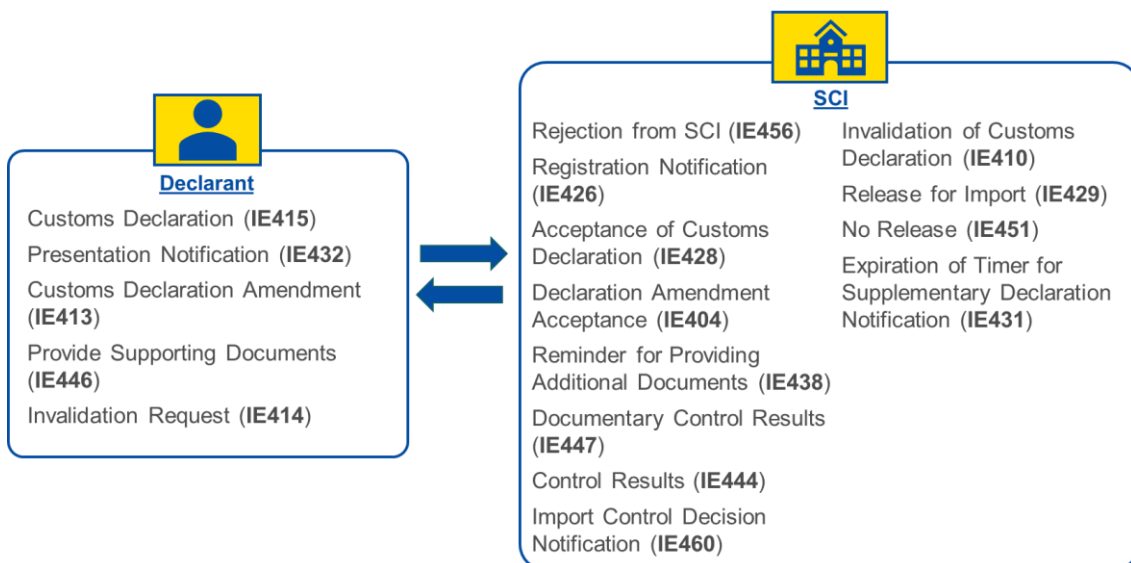 Declarant
Customs Declaration (IE415)
Presentation Notification (IE432)
Customs Declaration Amendment
(IE413)
Provide Supporting Documents
(IE446)
Invalidation Request (IE414)
SCI
Rejection from SCI (IE456)
Registration Notification
(IE426)
Acceptance of Customs
Declaration (IE428)
Declaration Amendment
Acceptance (IE404)
Reminder for Providing
Additional Documents (IE438)
Documentary Control Results
(IE447)
Control Results (IE444)
Import Control Decision
Notification (IE460)
Invalidation of Customs
Declaration (IE410)
Release for Import (IE429)
No Release (IE451)
Expiration of Timer for
Supplementary Declaration
Notification (IE431)